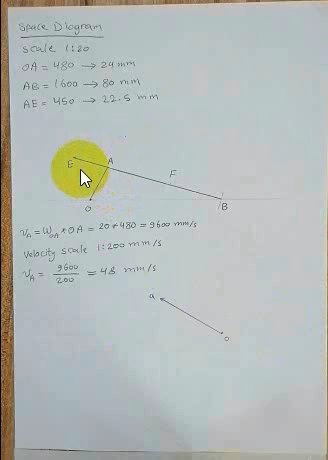 Space Diagram
Scale 1:20
OA = 480 → 24 mm
AB = 1600 → 80 mm
AE = 450 → 22.5 mm
E A
F
O B
VA = WOA * OA = 20 * 480 = 9600 mm/s
Velocity scale 1:200 mm/s
VA = 9600/200 = 48 mm/s
a
o